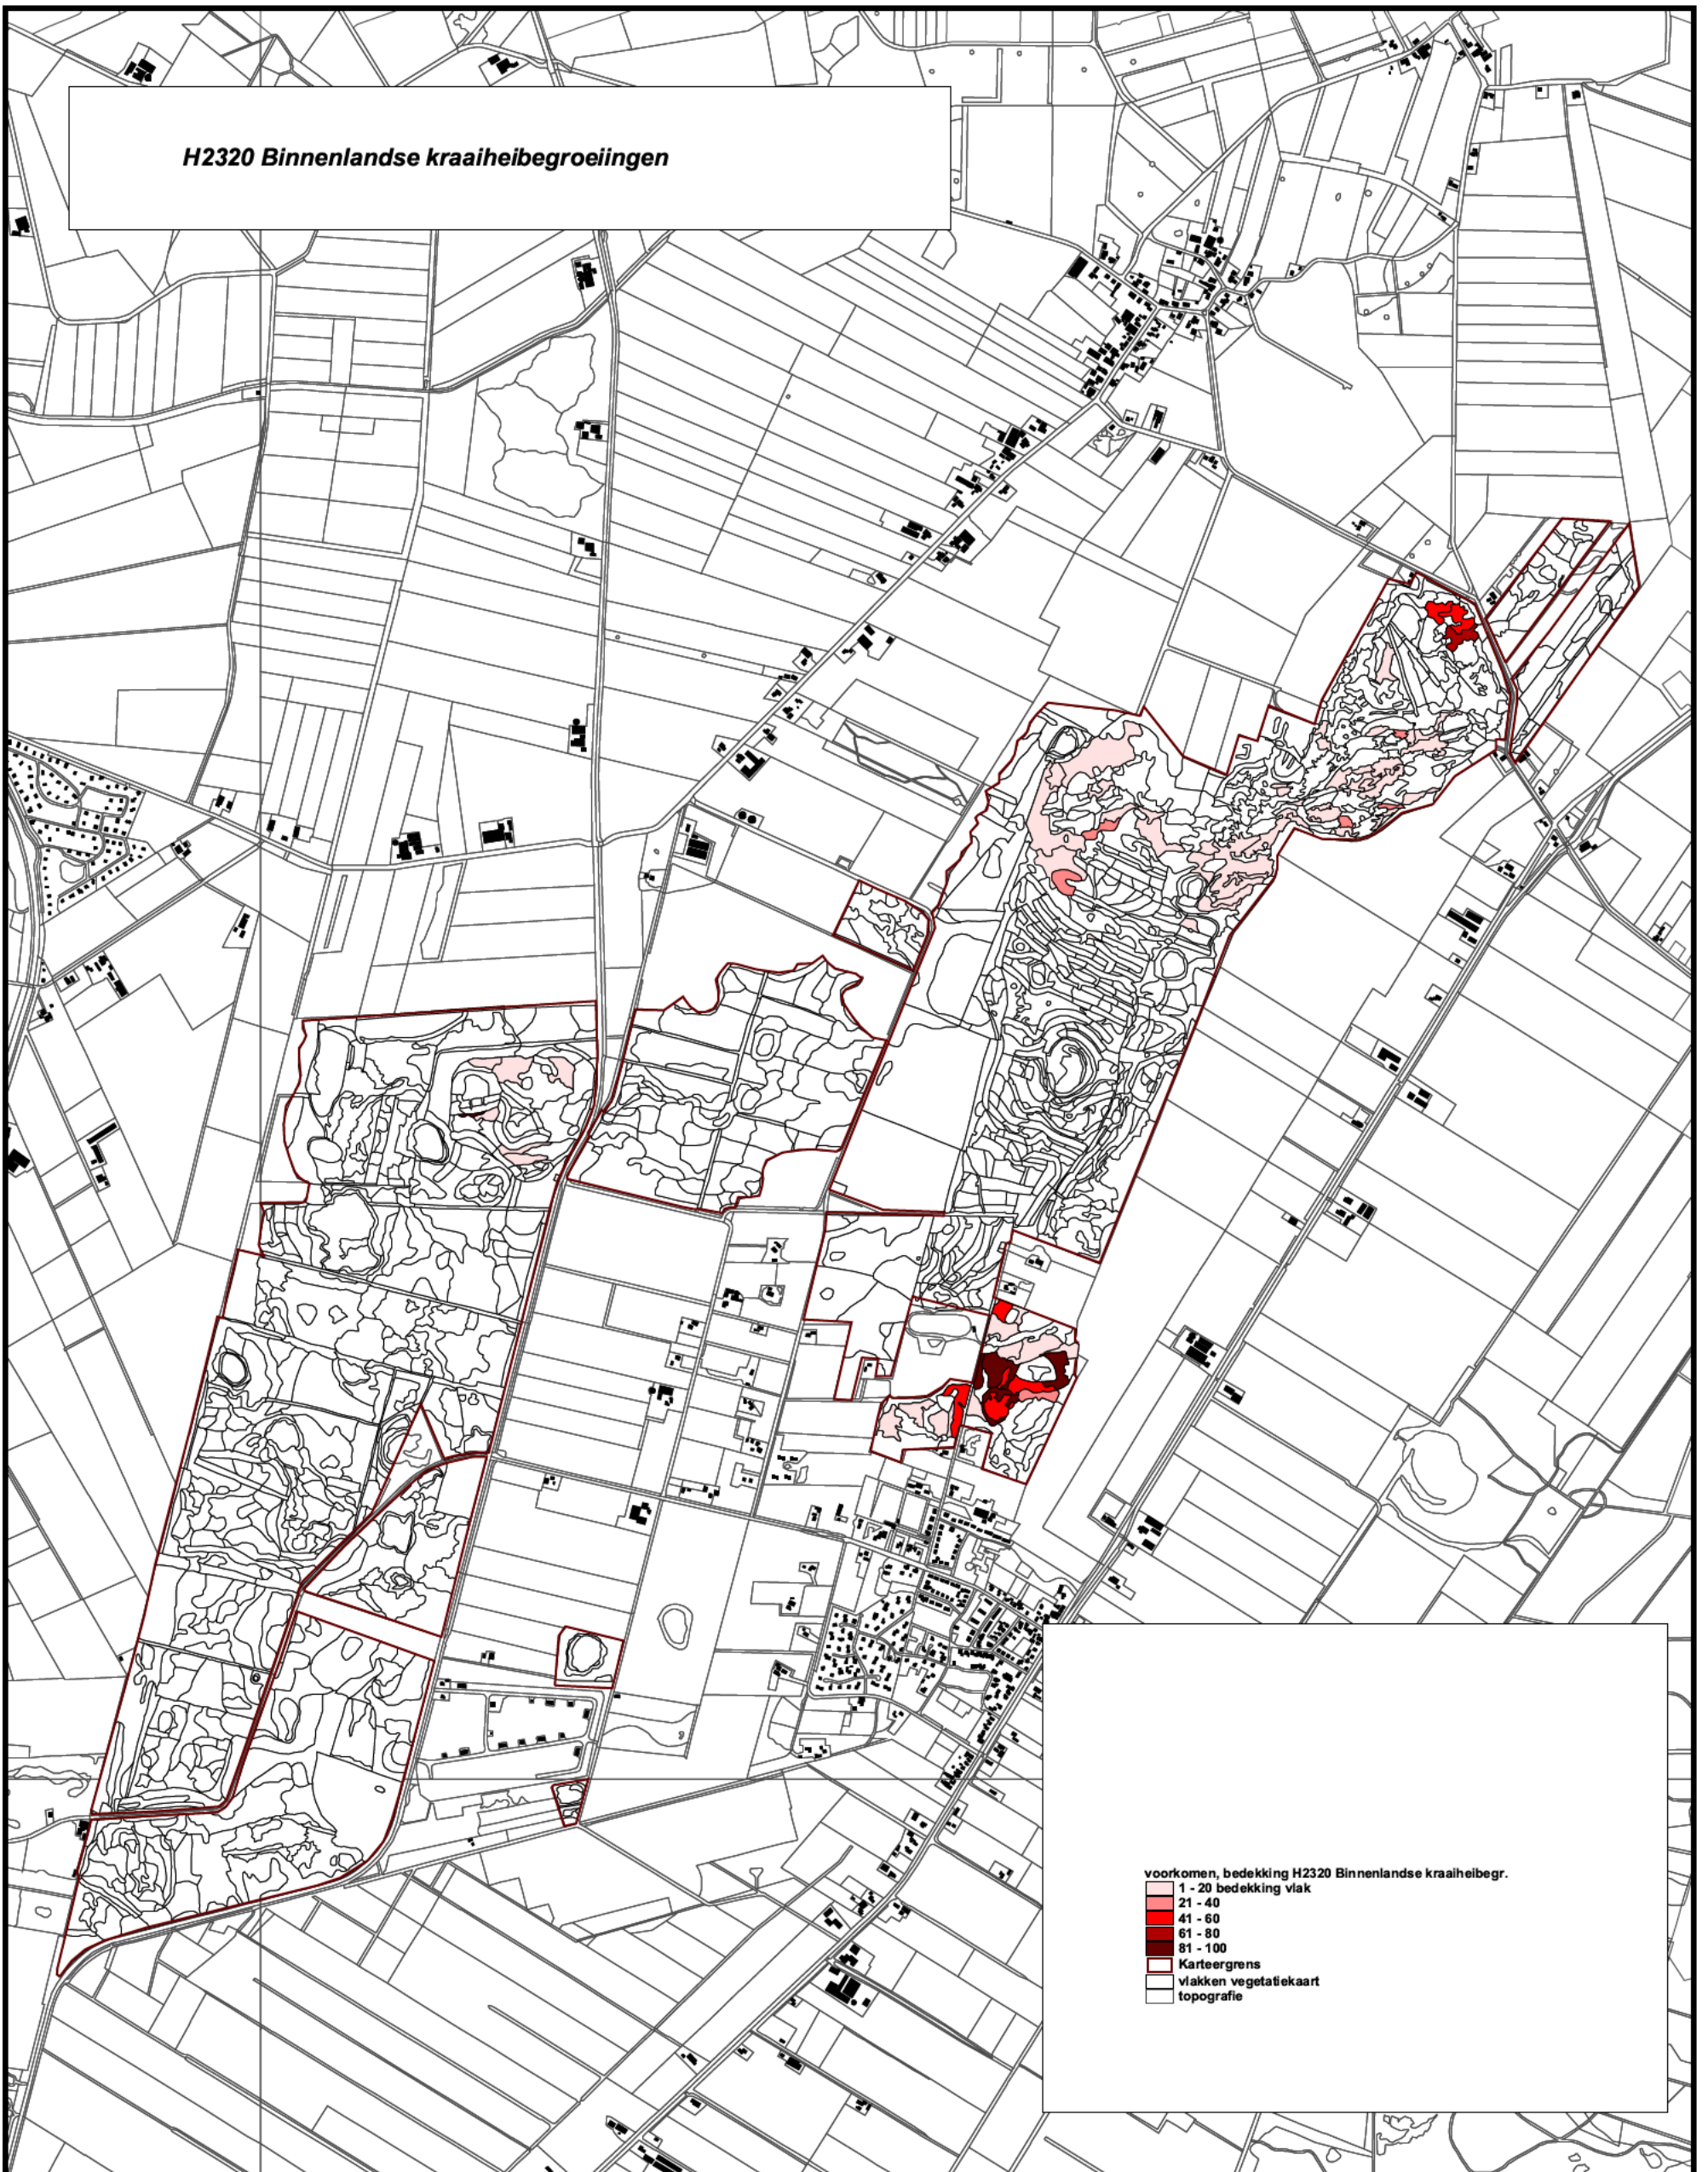 H2320 Binnenlandse kraaiheibegroeiingen
voorkomen, bedekking H2320 Binnenlandse kraaiheibegr.
1 - 20 bedekking vlak
21 - 40
41 - 60
61 - 80
81 - 100
Karteergrens
vlakken vegetatiekaart
topografie